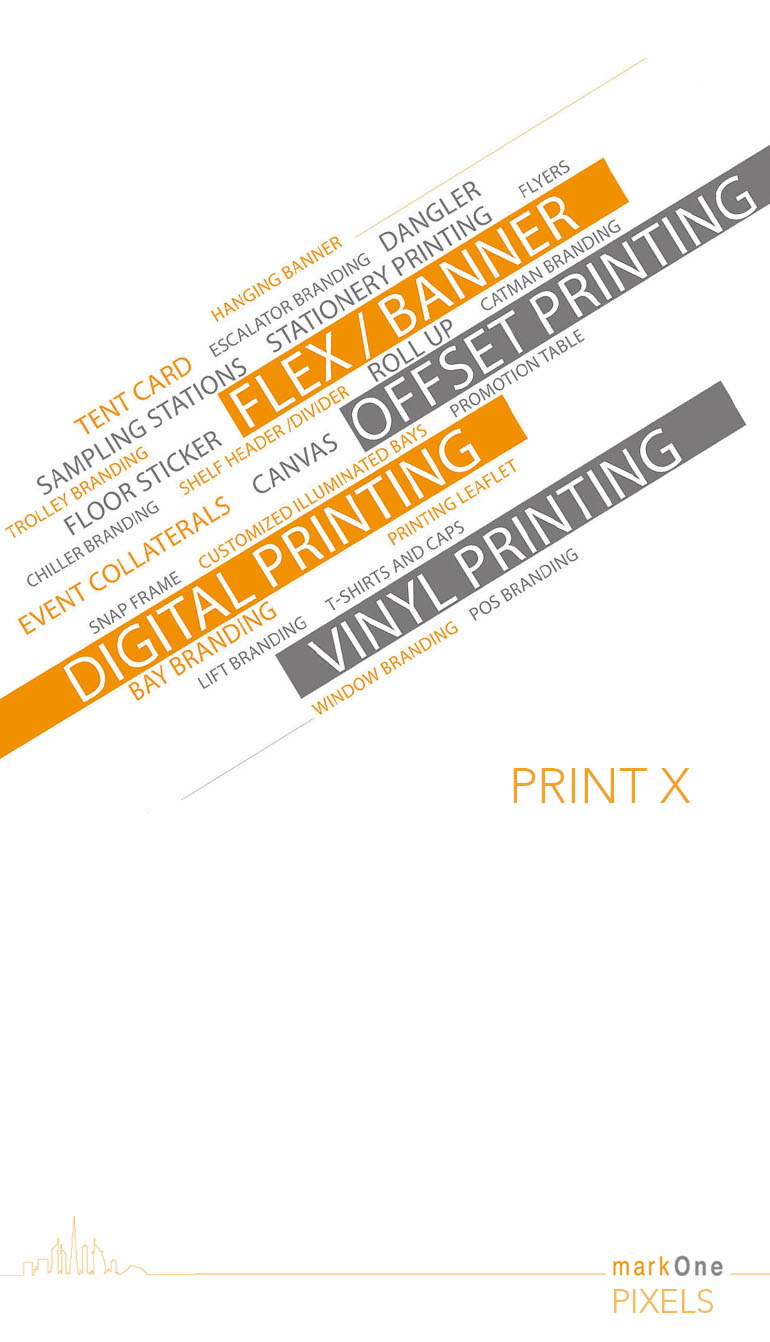 HANGING BANNER
DANGLER
FLYERS
ESCALATOR BRANDING
STATIONERY PRINTING
TENT CARD
FLEX / BANNER
CATMAN BRANDING
SAMPLING STATIONS
ROLL UP
OFFSET PRINTING
TROLLEY BRANDING
SHELF HEADER /DIVIDER
PROMOTION TABLE
FLOOR STICKER
CANVAS
CHILLER BRANDING
CUSTOMIZED ILLUMINATED BAYS
EVENT COLLATERALS
DIGITAL PRINTING
PRINTING LEAFLET
SNAP FRAME
T-SHIRTS AND CAPS
VINYL PRINTING
BAY BRANDING
LIFT BRANDING
POS BRANDING
WINDOW BRANDING
PRINT X
markOne
PIXELS